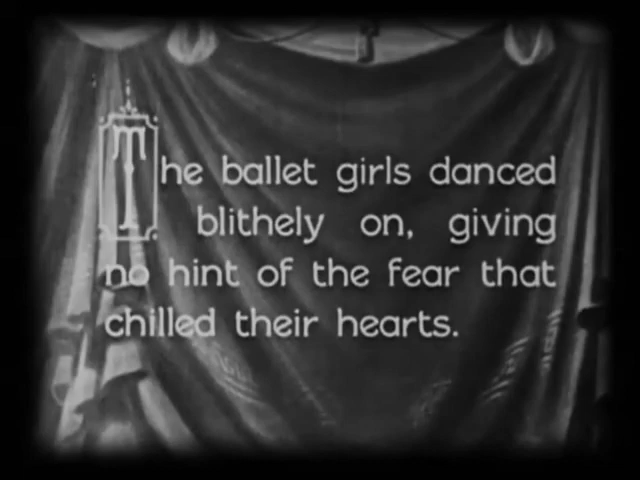 The ballet girls danced
blithely on, giving
no hint of the fear that
chilled their hearts.